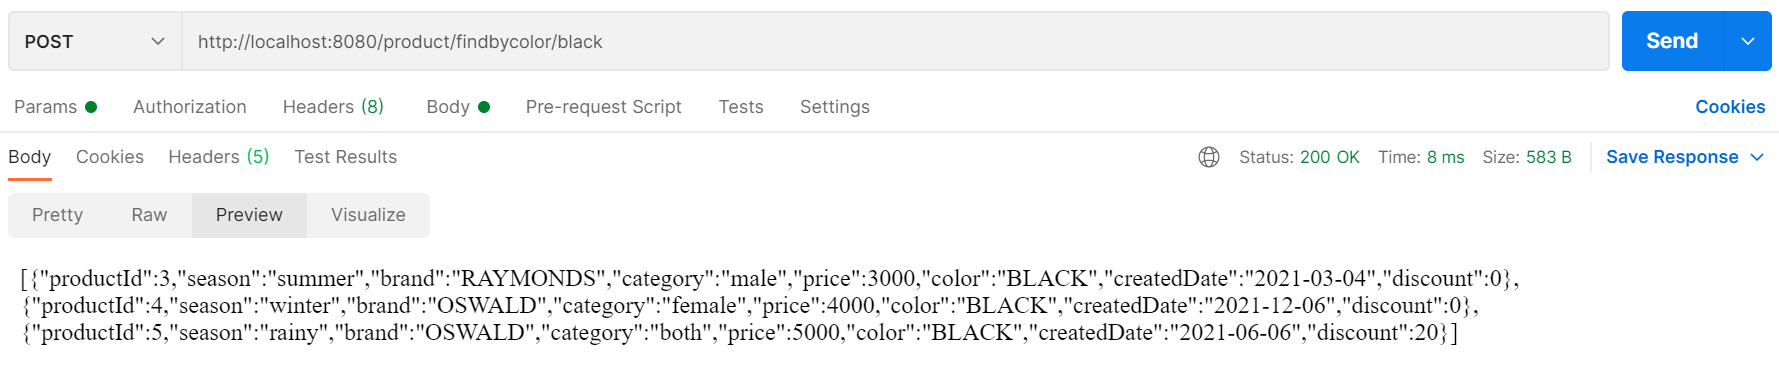 POST http://localhost:8080/product/findbycolor/black Send
Params Authorization Headers (8) Body Pre-request Script Tests Settings Cookies
Body Cookies Headers (5) Test Results Status: 200 OK Time: 8 ms Size: 583 B Save Response
Pretty Raw Preview Visualize
[{"productId":3,"season":"summer","brand":"RAYMONDS","category":"male","price":3000,"color":"BLACK","createdDate":"2021-03-04","discount":0},
{"productId":4,"season":"winter","brand":"OSWALD","category":"female","price":4000,"color":"BLACK","createdDate":"2021-12-06","discount":0},
{"productId":5,"season":"rainy","brand":"OSWALD","category":"both","price":5000,"color":"BLACK","createdDate":"2021-06-06","discount":20}]